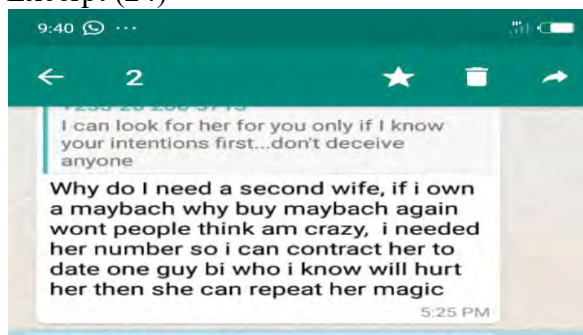 9:40
2
I can look for her for you only if I know
your intentions first...don't deceive
anyone
Why do I need a second wife, if i own
a maybach why buy maybach again
wont people think am crazy, i needed
her number so i can contract her to
date one guy bi who i know will hurt
her then she can repeat her magic
5:25 PM